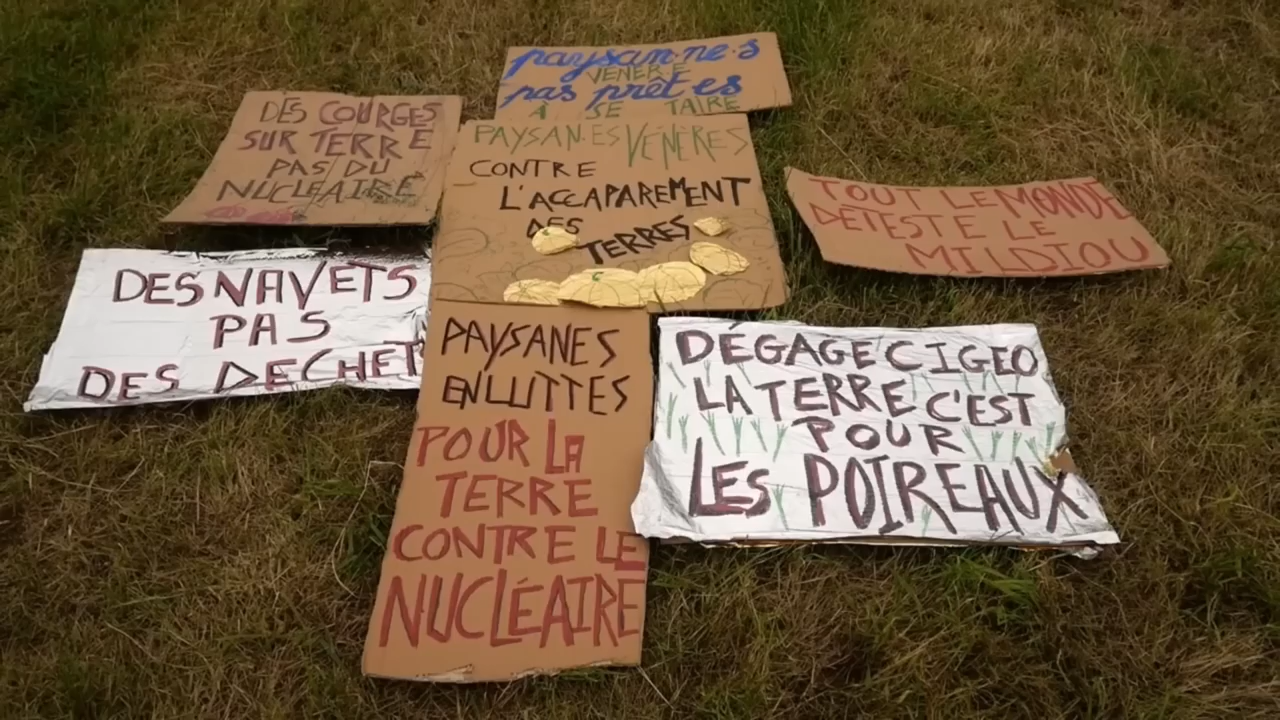 paysan·ne·s
VENERE
pas prêt·es
À SE TAIRE
DES COURGES
SUR TERRE
PAS DU
NUCLÉAIRE
PAYSAN·ES VÉNÈRES
CONTRE
L'ACCAPAREMENT
DES
TERRES
TOUT LE MONDE
DÉTESTE LE
MILDIOU
DES NAVETS
PAS
DES DECHET
PAYSANES
EN LUTTES
POUR LA
TERRE
CONTRE LE
NUCLÉAIRE
DÉGAGE CIGEO
LA TERRE C'EST
POUR
LES POIREAUX